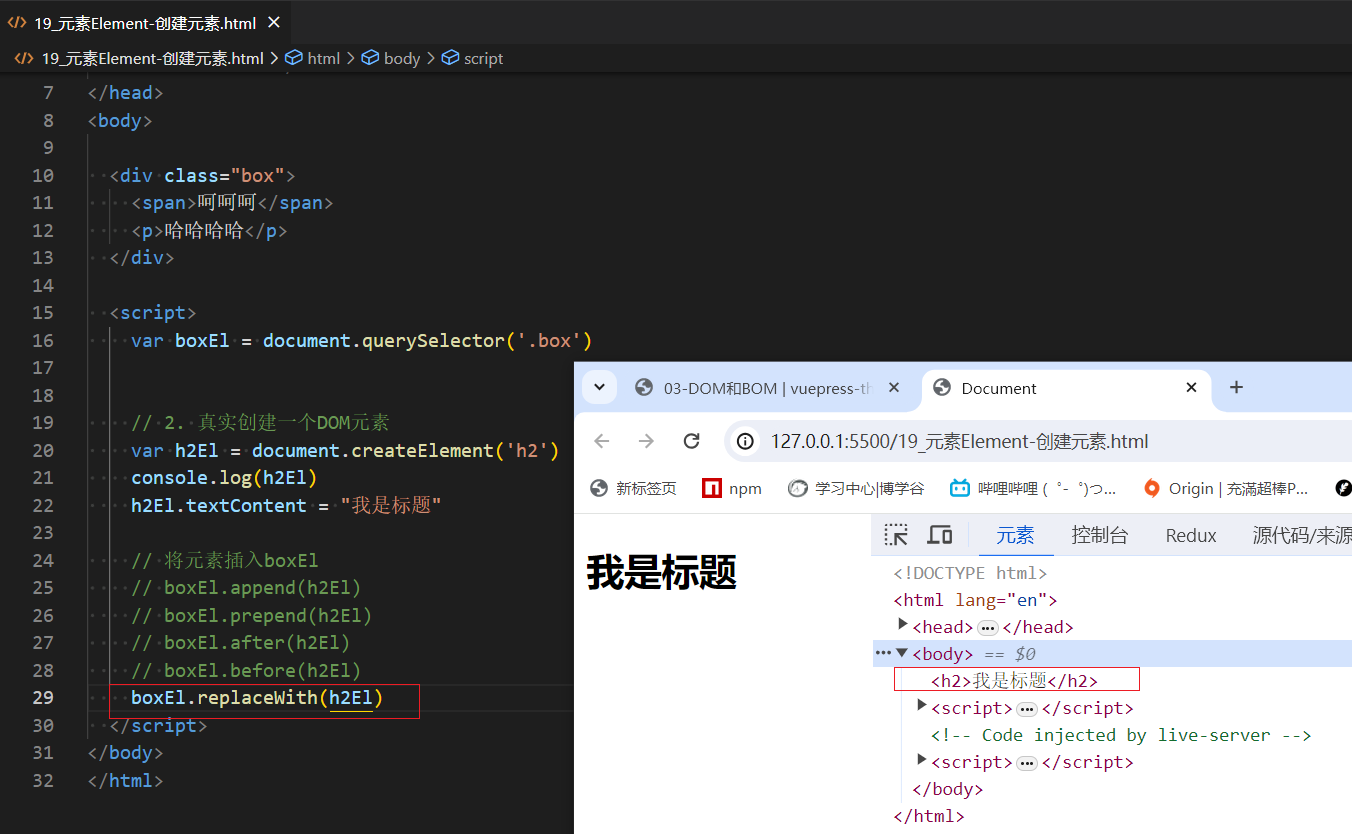 19_元素Element-创建元素.html
19_元素Element-创建元素.html > html > body > script
7 </head>
8 <body>
9
10 <div class="box">
11 <span>呵呵呵</span>
12 <p>哈哈哈哈</p>
13 </div>
14
15 <script>
16 var boxEl = document.querySelector('.box')
17
18
19 // 2. 真实创建一个DOM元素
20 var h2El = document.createElement('h2')
21 console.log(h2El)
22 h2El.textContent = "我是标题"
23
24 // 将元素插入boxEl
25 // boxEl.append(h2El)
26 // boxEl.prepend(h2El)
27 // boxEl.after(h2El)
28 // boxEl.before(h2El)
29 boxEl.replaceWith(h2El)
30 </script>
31 </body>
32 </html>
03-DOM和BOM | vuepress-th Document
127.0.0.1:5500/19_元素Element-创建元素.html
新标签页 npm 学习中心|博学谷 哔哩哔哩 (゜-゜)つ... Origin | 充滿超棒P...
我是标题
元素 控制台 Redux 源代码/来源
<!DOCTYPE html>
<html lang="en">
<head> ••• </head>
••• <body> == $0
<h2>我是标题</h2>
<script> ••• </script>
<!-- Code injected by live-server -->
<script> ••• </script>
</body>
</html>